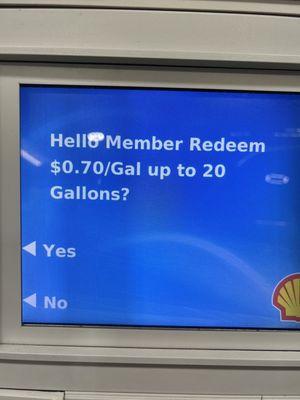 Hello Member Redeem
$0.70/Gal up to 20
Gallons?
Yes
No